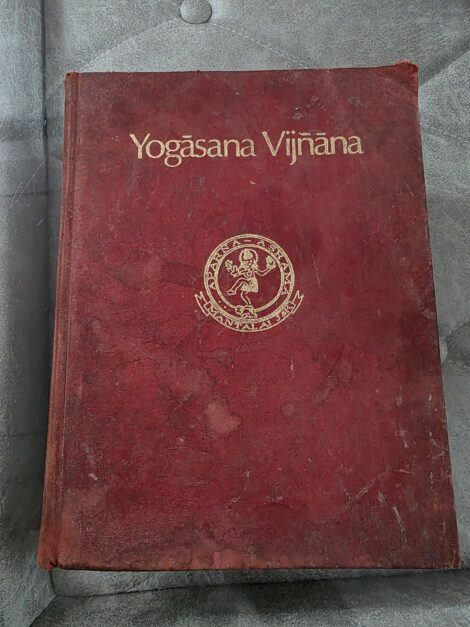 Yogāsana Vijñāna
APARNA - ASHRAMA
MANTALAI J&K